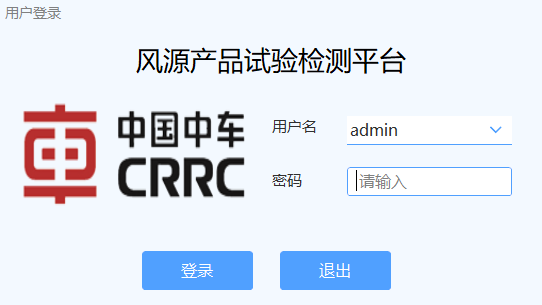 用户登录
风源产品试验检测平台
中国中车
CRRC
用户名
admin
密码
请输入
登录
退出